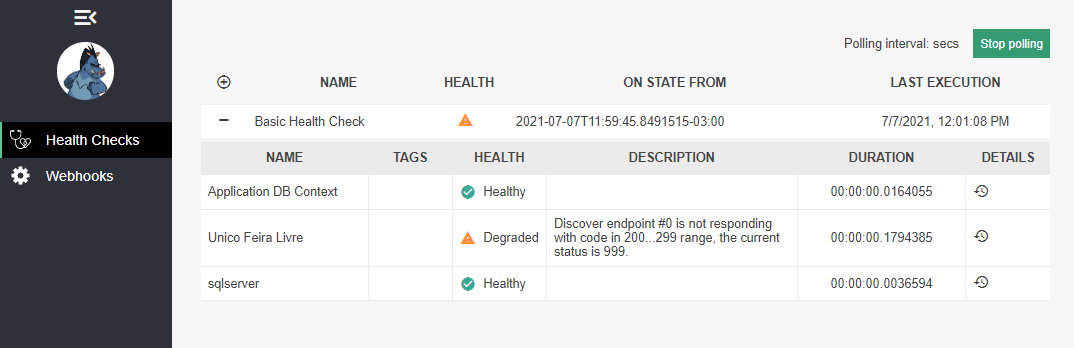 Polling interval: secs Stop polling
NAME HEALTH ON STATE FROM LAST EXECUTION
Basic Health Check 2021-07-07T11:59:45.8491515-03:00 7/7/2021, 12:01:08 PM
Health Checks
Webhooks
NAME TAGS HEALTH DESCRIPTION DURATION DETAILS
Application DB Context Healthy 00:00:00.0164055
Unico Feira Livre Degraded Discover endpoint #0 is not responding
with code in 200...299 range, the current
status is 999.
00:00:00.1794385
sqlserver Healthy 00:00:00.0036594